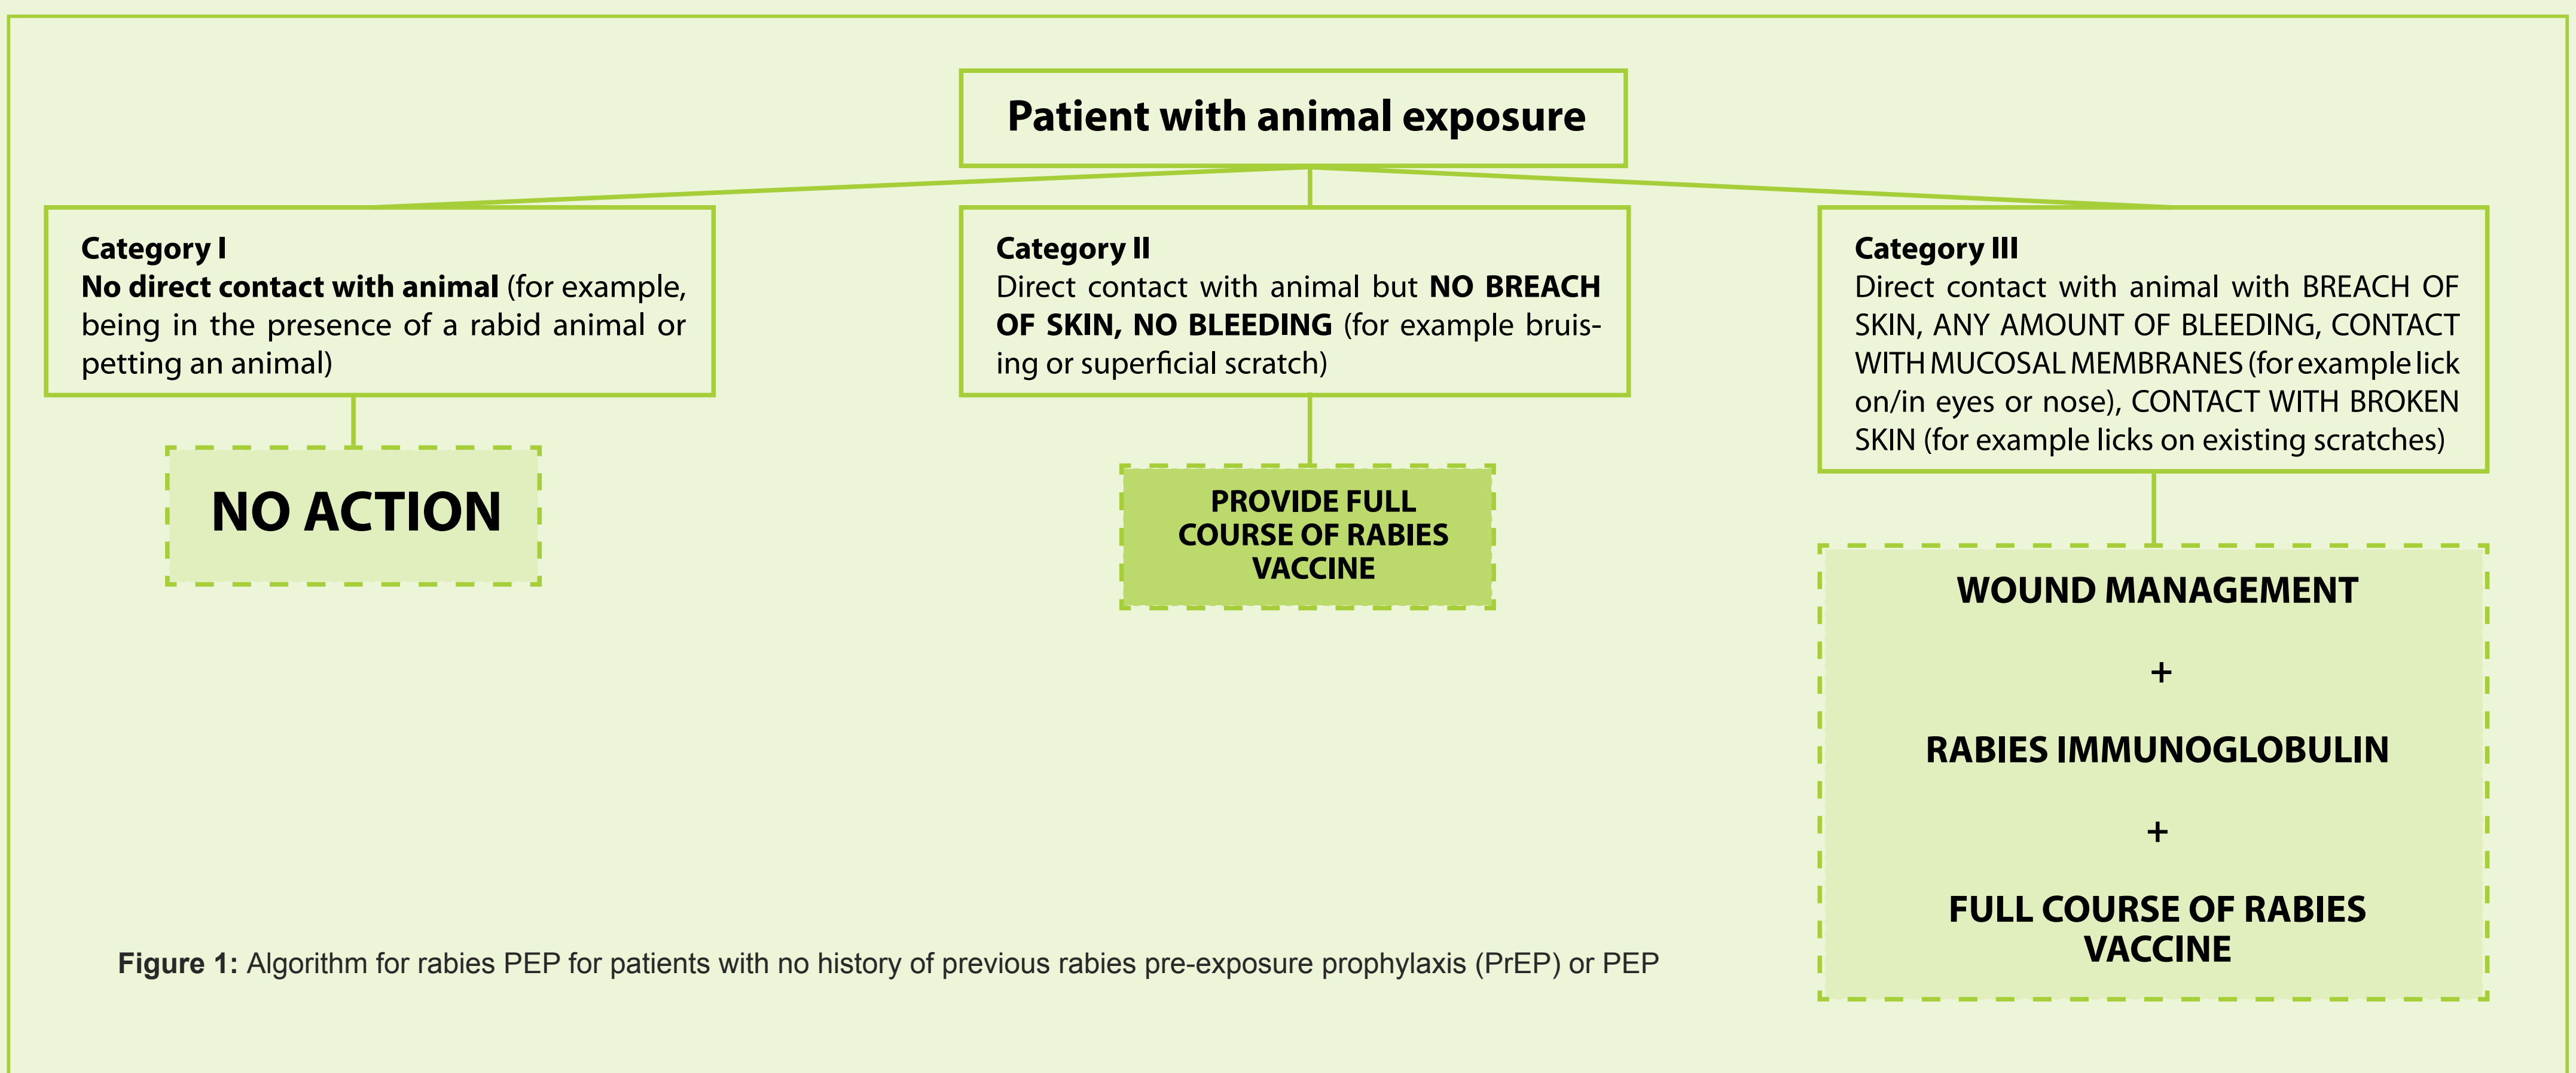 Patient with animal exposure
Category I
No direct contact with animal (for example,
being in the presence of a rabid animal or
petting an animal)
NO ACTION
Category II
Direct contact with animal but NO BREACH
OF SKIN, NO BLEEDING (for example bruis-
ing or superficial scratch)
PROVIDE FULL
COURSE OF RABIES
VACCINE
Category III
Direct contact with animal with BREACH OF
SKIN, ANY AMOUNT OF BLEEDING, CONTACT
WITH MUCOSAL MEMBRANES (for example lick
on/in eyes or nose), CONTACT WITH BROKEN
SKIN (for example licks on existing scratches)
WOUND MANAGEMENT
+
RABIES IMMUNOGLOBULIN
+
FULL COURSE OF RABIES
VACCINE
Figure 1: Algorithm for rabies PEP for patients with no history of previous rabies pre-exposure prophylaxis (PrEP) or PEP